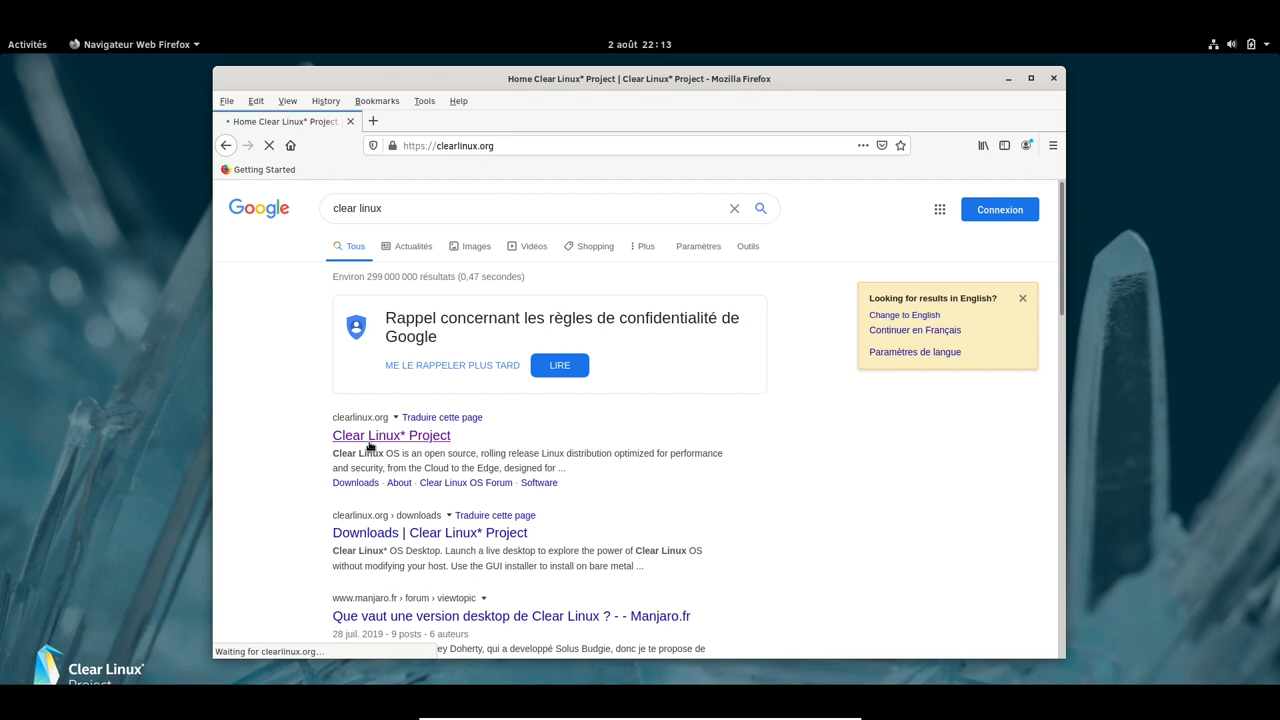 Activités
Navigateur Web Firefox
2 août 22:13
Home Clear Linux* Project | Clear Linux* Project - Mozilla Firefox
File Edit View History Bookmarks Tools Help
Home Clear Linux* Project
https://clearlinux.org
Getting Started
Google
clear linux
Connexion
Tous Actualités Images Vidéos Shopping Plus Paramètres Outils
Environ 299 000 000 résultats (0,47 secondes)
Rappel concernant les règles de confidentialité de
Google
ME LE RAPPELER PLUS TARD
LIRE
Looking for results in English?
Change to English
Continuer en Français
Paramètres de langue
clearlinux.org Traduire cette page
Clear Linux* Project
Clear Linux OS is an open source, rolling release Linux distribution optimized for performance
and security, from the Cloud to the Edge, designed for ...
Downloads · About · Clear Linux OS Forum · Software
clearlinux.org › downloads Traduire cette page
Downloads | Clear Linux* Project
Clear Linux* OS Desktop. Launch a live desktop to explore the power of Clear Linux OS
without modifying your host. Use the GUI installer to install on bare metal ...
www.manjaro.fr › forum › viewtopic
Que vaut une version desktop de Clear Linux ? - - Manjaro.fr
28 juil. 2019 - 9 posts - 6 auteurs
ey Doherty, qui a developpé Solus Budgie, donc je te propose de
Waiting for clearlinux.org…
Clear Linux*
Project